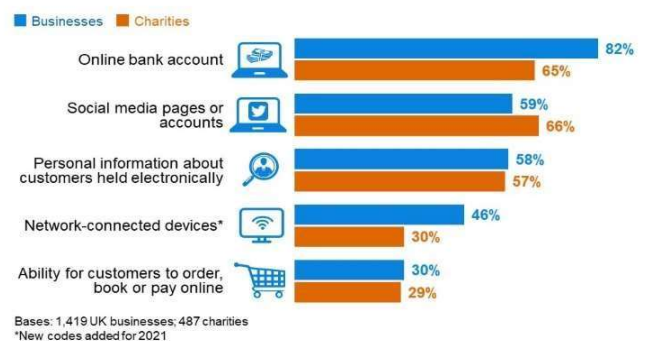 Businesses Charities
Online bank account 82%
65%
Social media pages or
accounts 59%
66%
Personal information about
customers held electronically 58%
57%
Network-connected devices* 46%
30%
Ability for customers to order,
book or pay online 30%
29%
Bases: 1,419 UK businesses; 487 charities
*New codes added for 2021